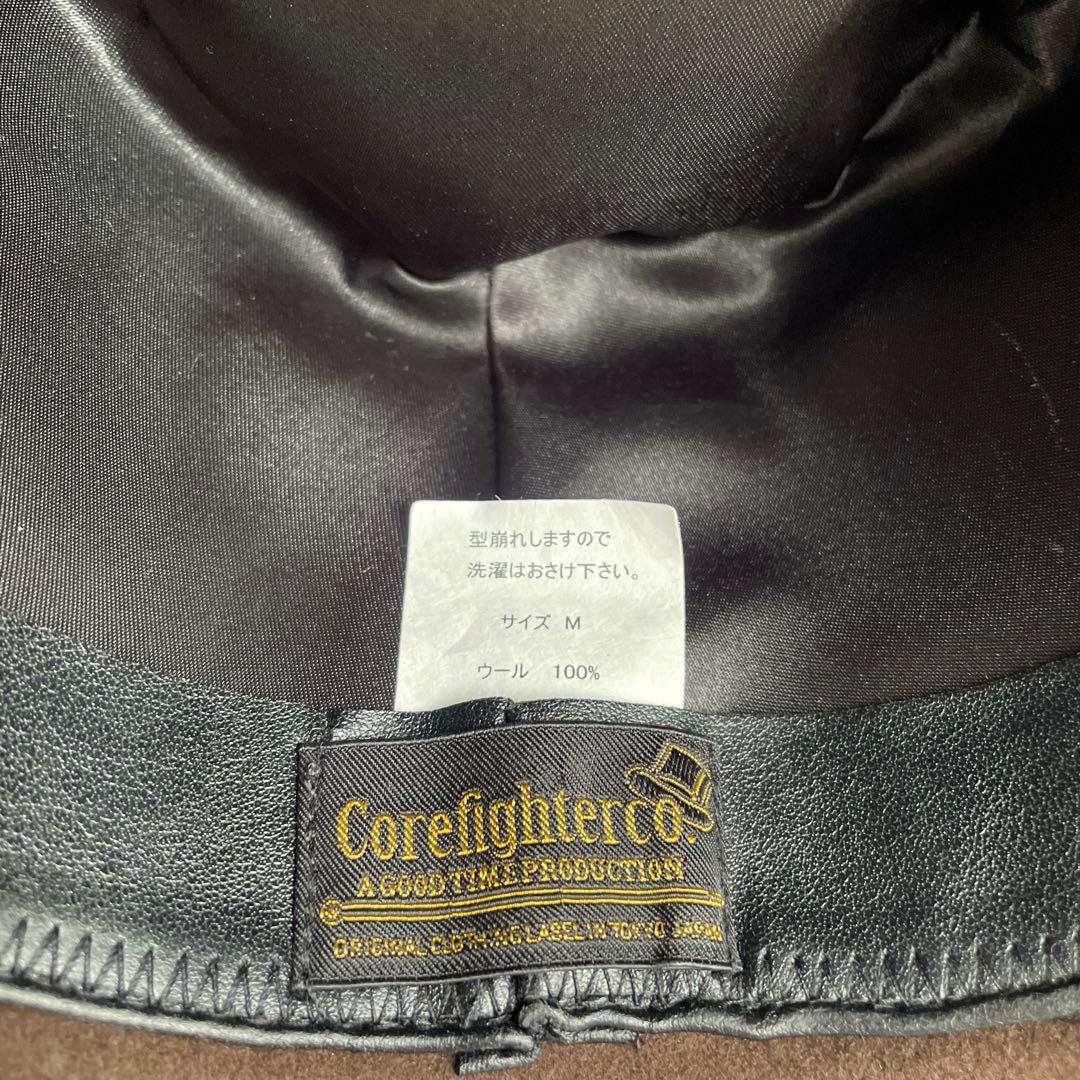 型崩れしますので
洗濯はおさけ下さい。
サイズ M
ウール 100%
Corefighterco.
A GOOD TIME PRODUCTION
ORIGINAL CLOTHING LABEL IN TOKYO JAPAN